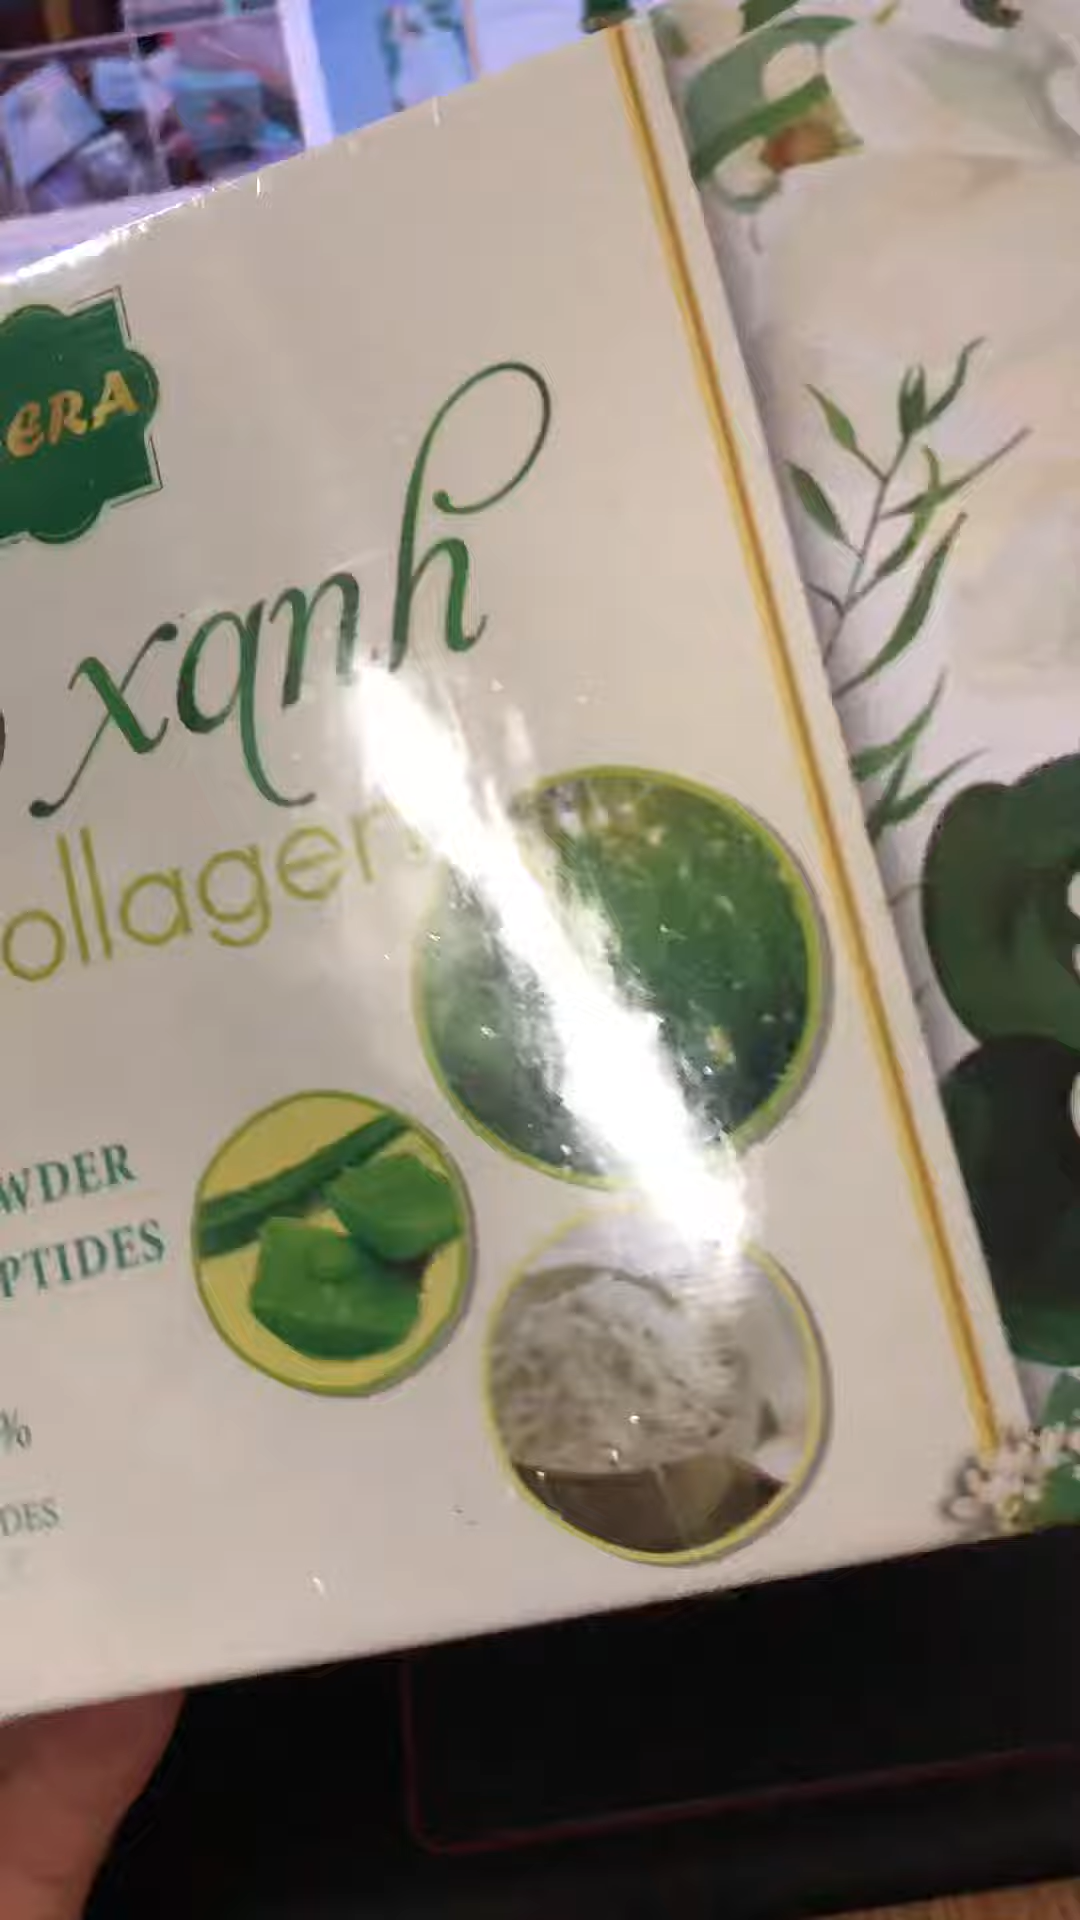 ERA
xanh
ollagen
WDER
PTIDES
%
DES